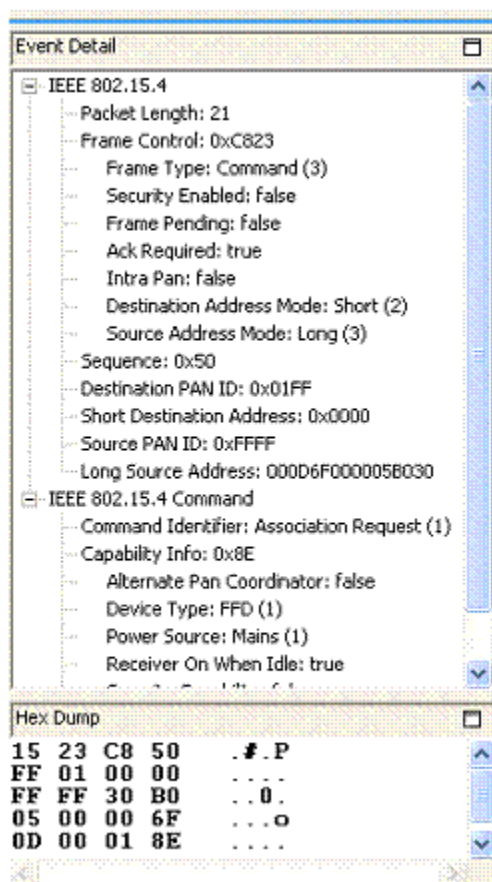 Event Detail
IEEE 802.15.4
Packet Length: 21
Frame Control: 0xC823
Frame Type: Command (3)
Security Enabled: false
Frame Pending: false
Ack Required: true
Intra Pan: false
Destination Address Mode: Short (2)
Source Address Mode: Long (3)
Sequence: 0x50
Destination PAN ID: 0x01FF
Short Destination Address: 0x0000
Source PAN ID: 0xFFFF
Long Source Address: 000D6F000005B030
IEEE 802.15.4 Command
Command Identifier: Association Request (1)
Capability Info: 0x8E
Alternate Pan Coordinator: false
Device Type: FFD (1)
Power Source: Mains (1)
Receiver On When Idle: true
Hex Dump
15 23 C8 50 .#.P
FF 01 00 00 ....
FF FF 30 B0 ..0.
05 00 00 6F ...o
0D 00 01 8E ....